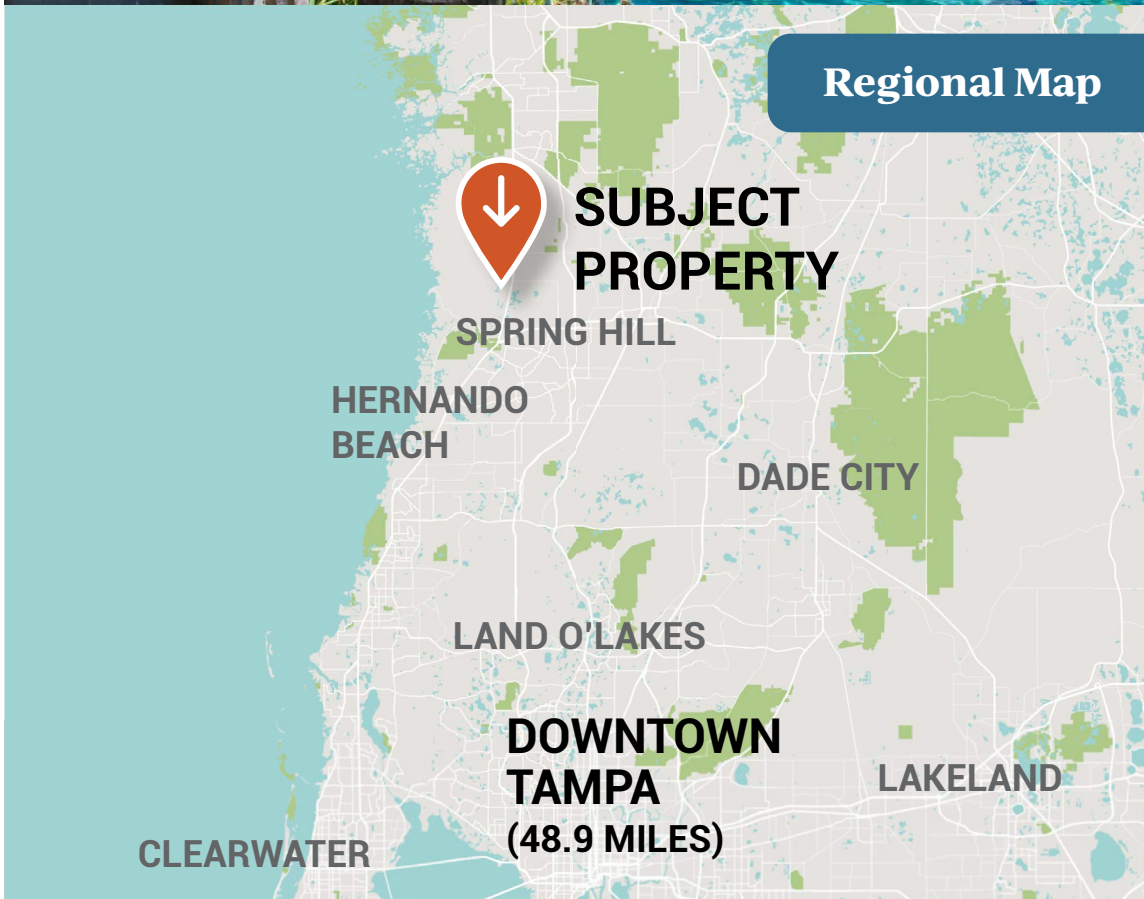 Regional Map
SUBJECT
PROPERTY
SPRING HILL
HERNANDO
BEACH
DADE CITY
LAND O'LAKES
DOWNTOWN
TAMPA
(48.9 MILES)
LAKELAND
CLEARWATER